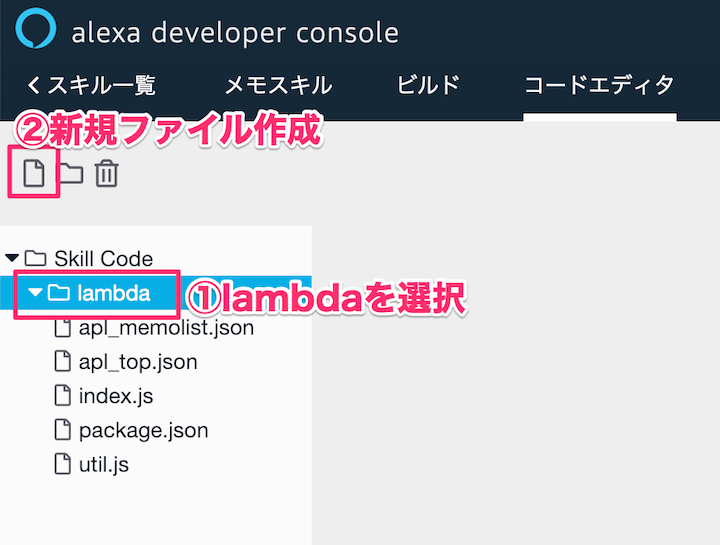 alexa developer console
スキル一覧 メモスキル ビルド コードエディタ
②新規ファイル作成
Skill Code
lambda ①lambdaを選択
apl_memolist.json
apl_top.json
index.js
package.json
util.js